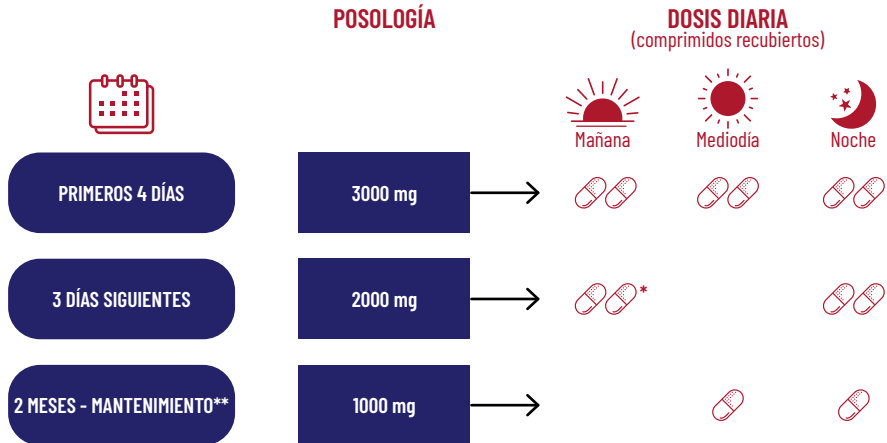 POSOLOGÍA
DOSIS DIARIA
(comprimidos recubiertos)
Mañana
Mediodía
Noche
PRIMEROS 4 DÍAS
3000 mg
3 DÍAS SIGUIENTES
2000 mg
*
2 MESES - MANTENIMIENTO**
1000 mg